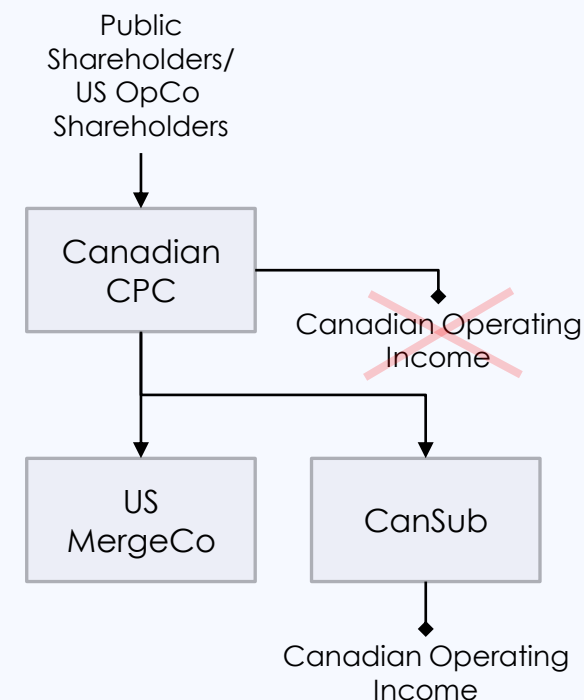 Public
Shareholders/
US OpCo
Shareholders
Canadian
CPC
Canadian Operating
Income
US
MergeCo
CanSub
Canadian Operating
Income